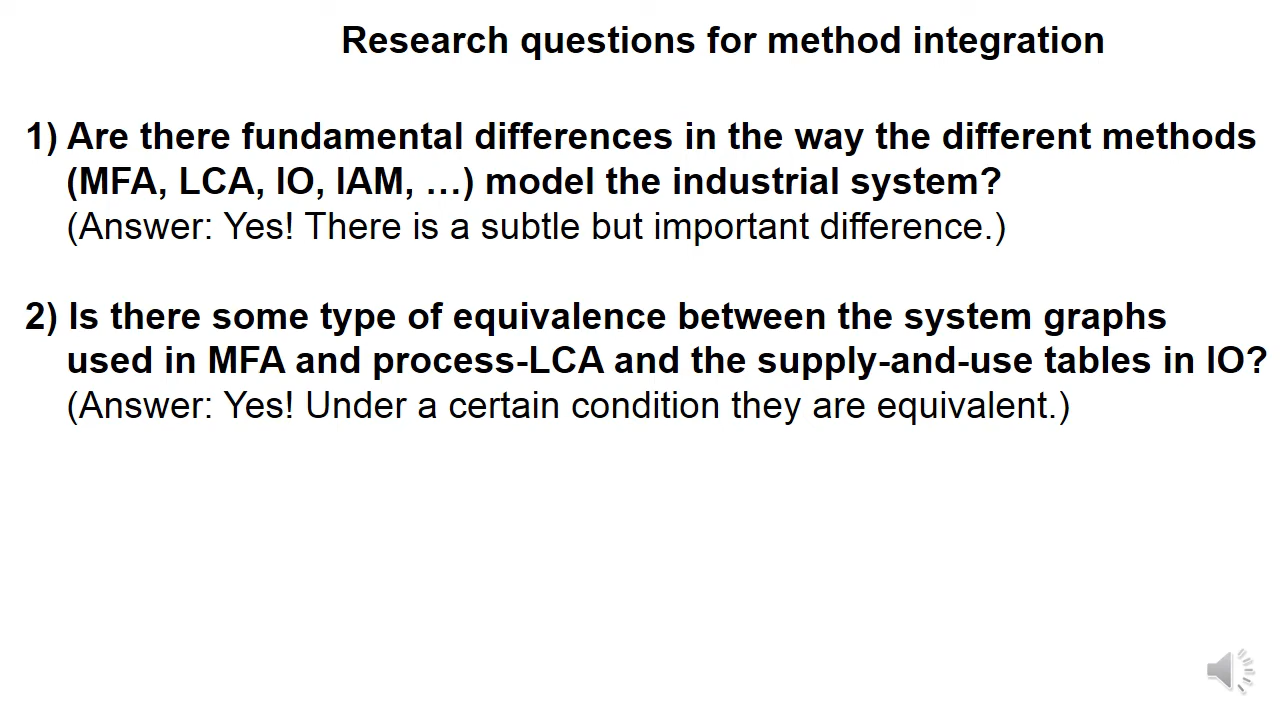 Research questions for method integration
1) Are there fundamental differences in the way the different methods
(MFA, LCA, IO, IAM, …) model the industrial system?
(Answer: Yes! There is a subtle but important difference.)
2) Is there some type of equivalence between the system graphs
used in MFA and process-LCA and the supply-and-use tables in IO?
(Answer: Yes! Under a certain condition they are equivalent.)